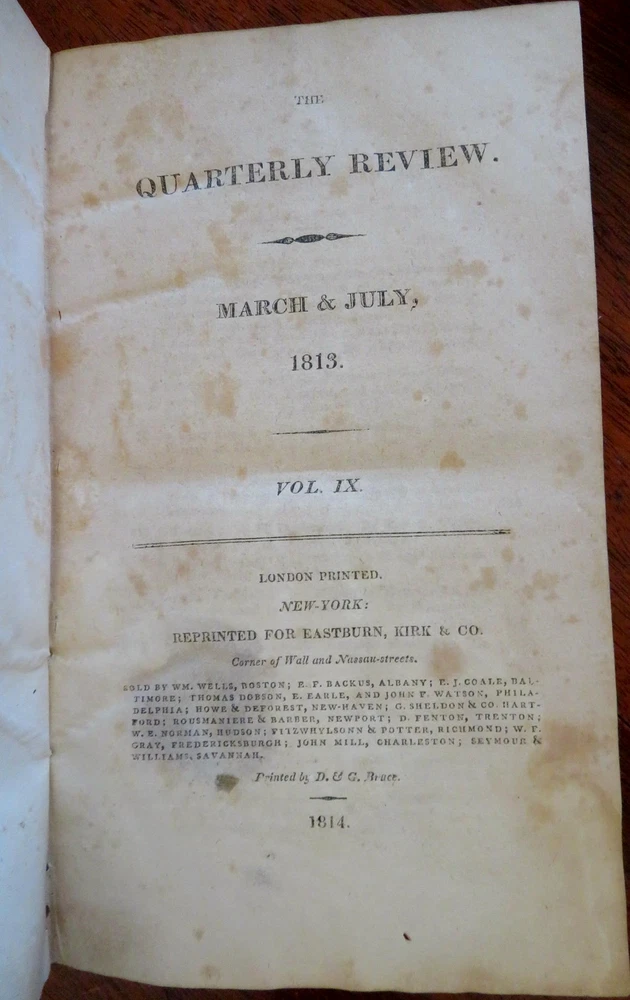 THE
QUARTERLY REVIEW.
MARCH & JULY,
1813.
VOL. IX.
LONDON PRINTED.
NEW-YORK:
REPRINTED FOR EASTBURN, KIRK & CO.
Corner of Wall and Nassau-streets.
SOLD BY WM. WELLS, BOSTON; E. F. BACKUS, ALBANY; E. J. COALE, BAL-
TIMORE; THOMAS DOBSON, E. EARLE, AND JOHN F. WATSON, PHILA-
DELPHIA; HOWE & DEFOREST, NEW-HAVEN; G. SHELDON & CO. HART-
FORD; ROUSMANIERE & BARBER, NEWPORT; D. FENTON, TRENTON;
W. E. NORMAN, HUDSON; FITZWHYLSONN & POTTER, RICHMOND; W. F.
GRAY, FREDERICKSBURGH; JOHN MILL, CHARLESTON; SEYMOUR &
WILLIAMS, SAVANNAH.
Printed by D. & G. Bruce.
1814.